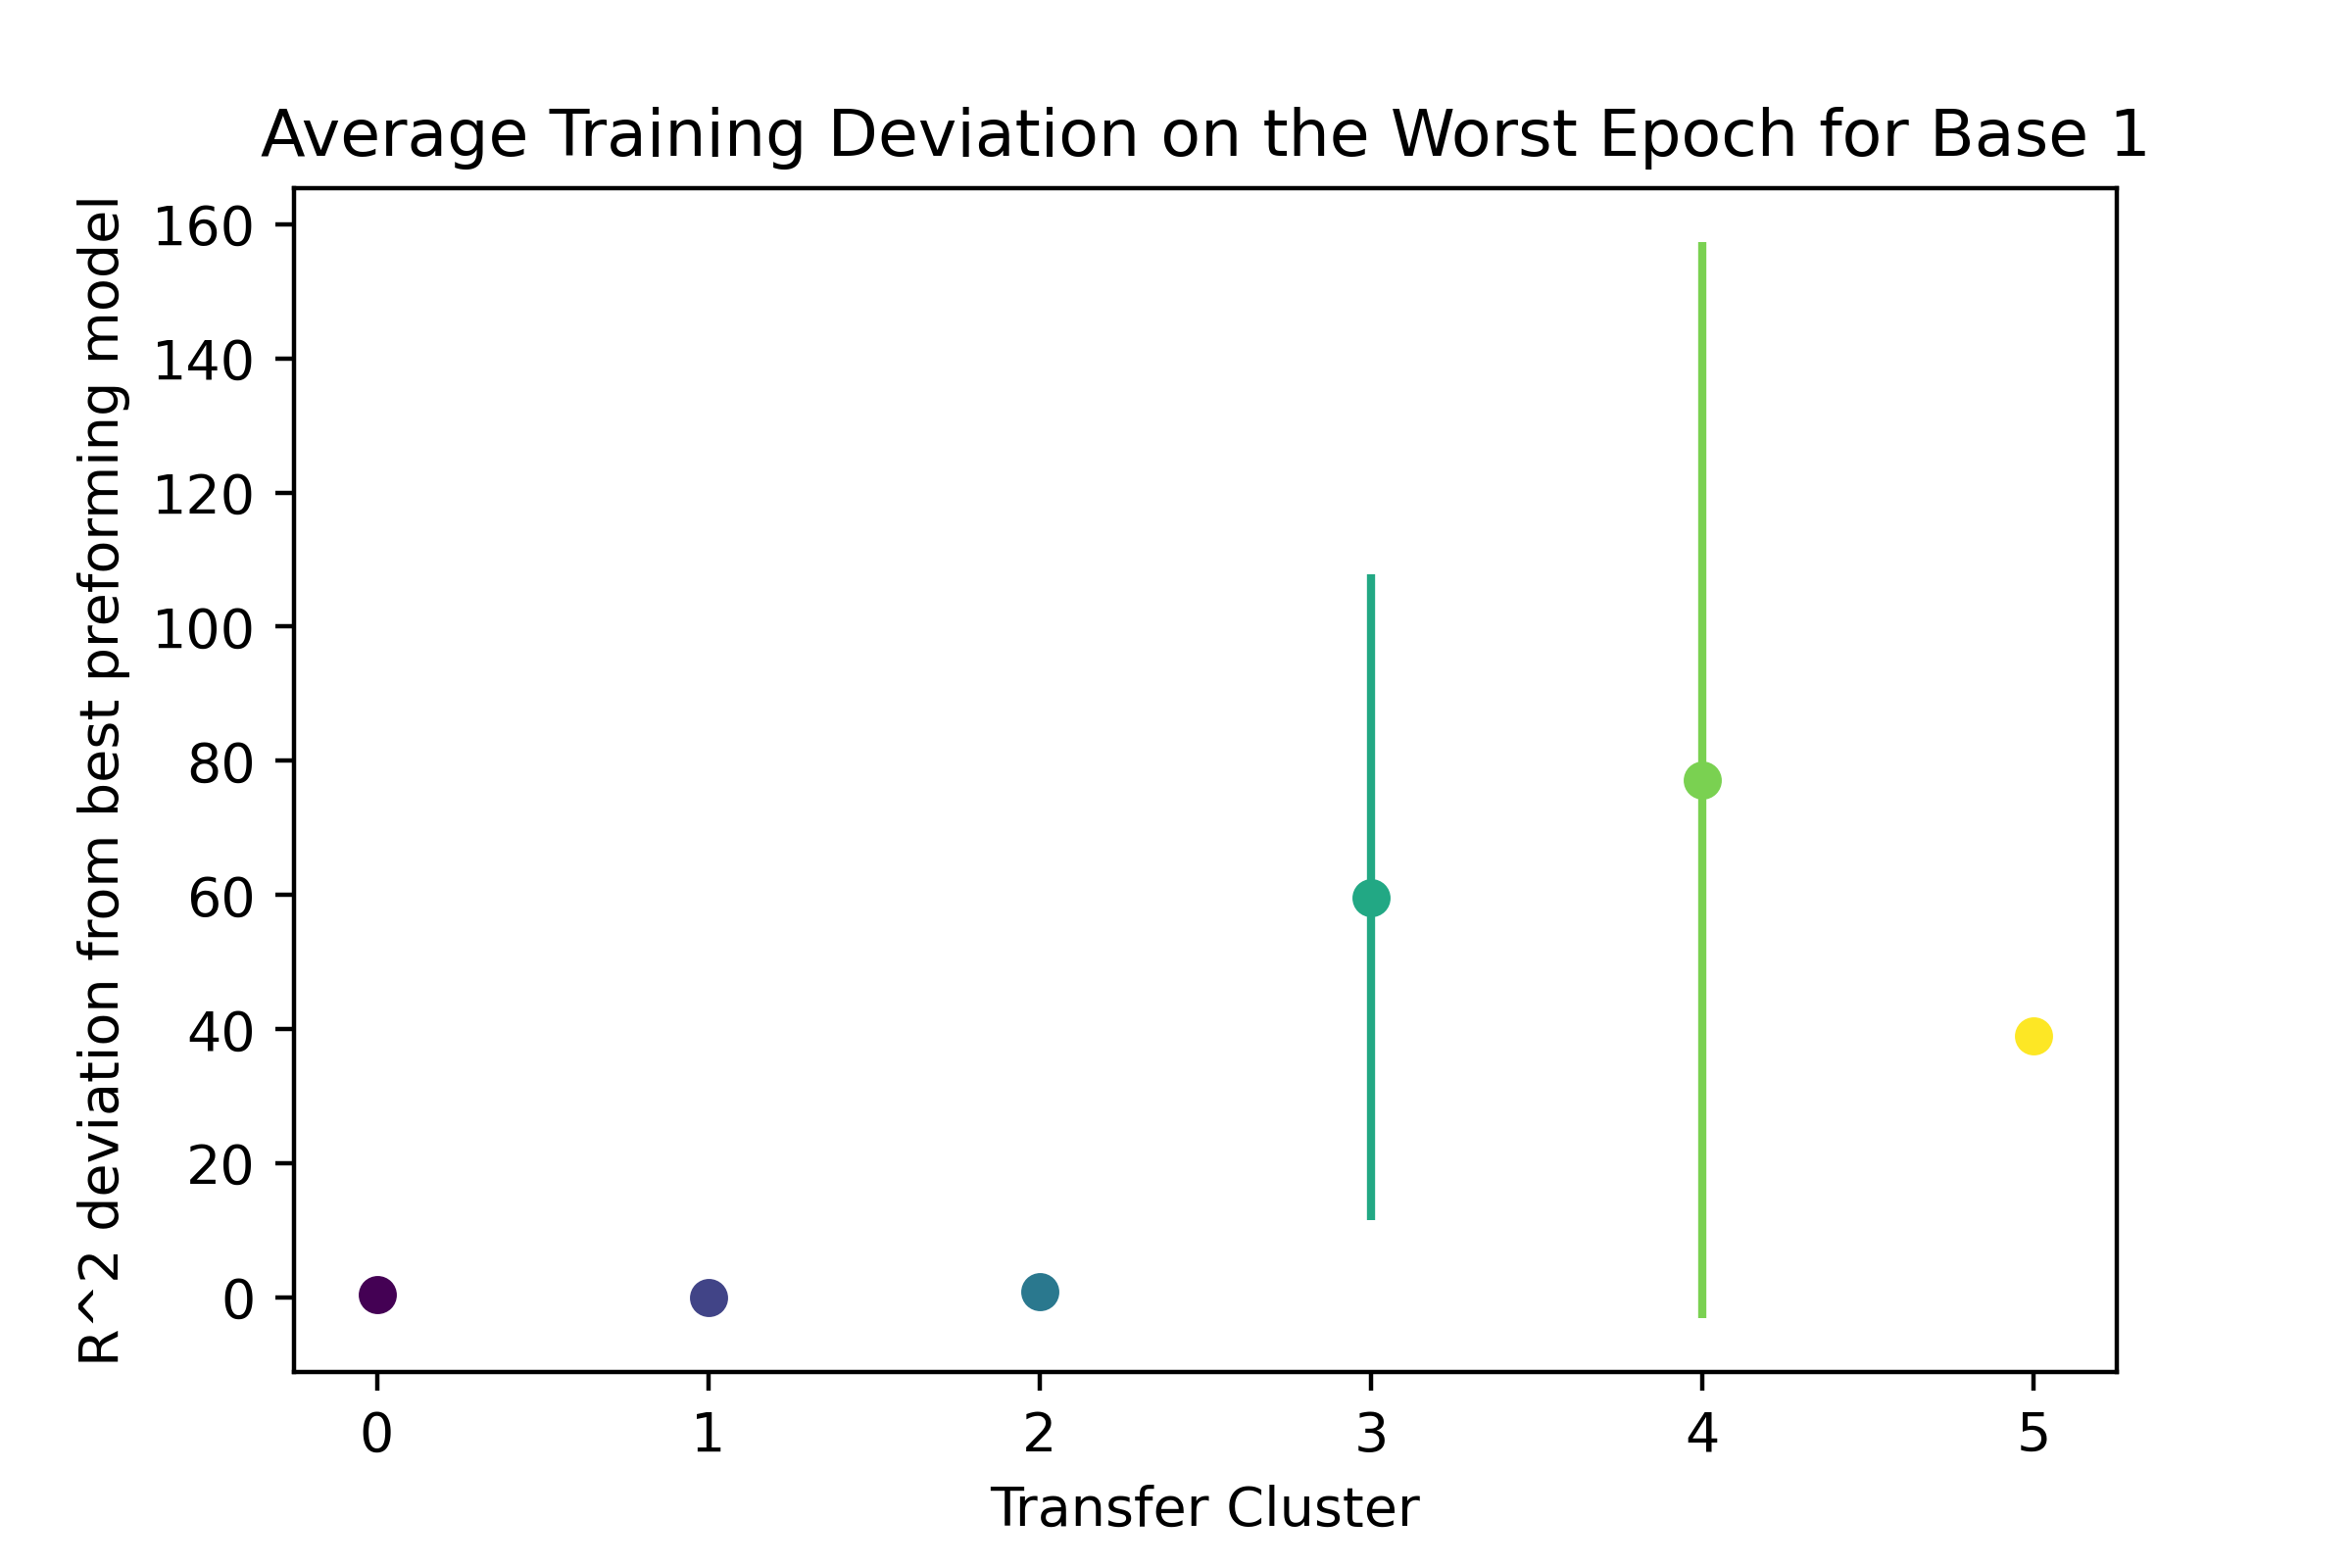 Average Training Deviation on the Worst Epoch for Base 1
R^2 deviation from best preforming model
160
140
120
100
80
60
40
20
0
0 1 2 3 4 5
Transfer Cluster